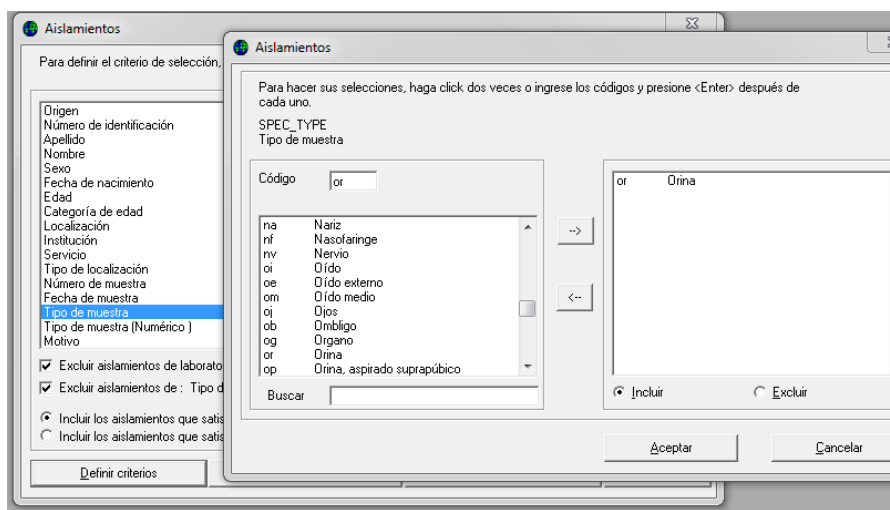 Aislamientos
Para definir el criterio de selección,
Origen
Número de identificación
Apellido
Nombre
Sexo
Fecha de nacimiento
Edad
Categoría de edad
Localización
Institución
Servicio
Tipo de localización
Número de muestra
Fecha de muestra
Tipo de muestra
Tipo de muestra (Numérico )
Motivo
Excluir aislamientos de laborato
Excluir aislamientos de : Tipo d
Incluir los aislamientos que satis
Incluir los aislamientos que satis
Definir criterios
Aislamientos
Para hacer sus selecciones, haga click dos veces o ingrese los códigos y presione <Enter> después de
cada uno.
SPEC_TYPE
Tipo de muestra
Código or
na Nariz
nf Nasofaringe
nv Nervio
oi Oído
oe Oído externo
om Oído medio
oj Ojos
ob Ombligo
og Organo
or Orina
op Orina, aspirado suprapúbico
Buscar
-->
<--
or Orina
Incluir Excluir
Aceptar Cancelar